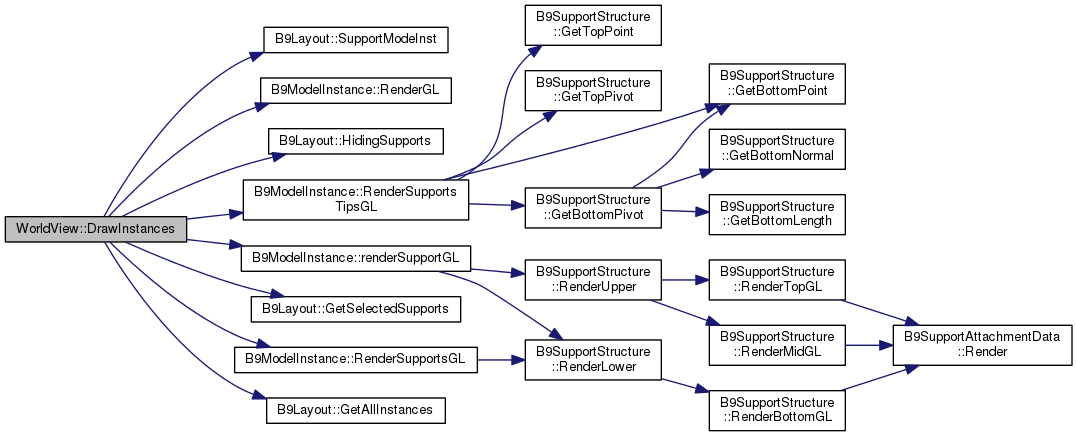 WorldView::DrawInstances
B9Layout::SupportModeInst
B9ModelInstance::RenderGL
B9Layout::HidingSupports
B9ModelInstance::RenderSupports
TipsGL
B9ModelInstance::renderSupportGL
B9Layout::GetSelectedSupports
B9ModelInstance::RenderSupportsGL
B9Layout::GetAllInstances
B9SupportStructure
::GetTopPoint
B9SupportStructure
::GetTopPivot
B9SupportStructure
::GetBottomPivot
B9SupportStructure
::RenderUpper
B9SupportStructure
::RenderLower
B9SupportStructure
::GetBottomPoint
B9SupportStructure
::GetBottomNormal
B9SupportStructure
::GetBottomLength
B9SupportStructure
::RenderTopGL
B9SupportStructure
::RenderMidGL
B9SupportStructure
::RenderBottomGL
B9SupportAttachmentData
::Render